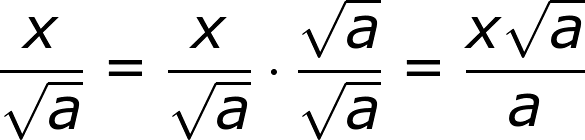 x/√a = x/√a · √a/√a = x√a/a